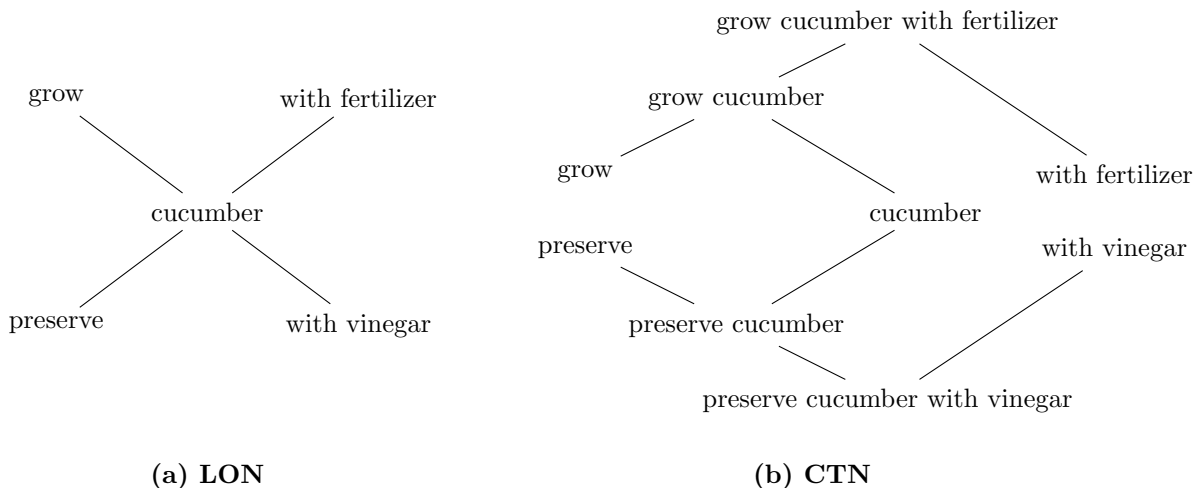 grow
with fertilizer
cucumber
preserve
with vinegar
(a) LON
grow cucumber with fertilizer
grow cucumber
grow
with fertilizer
cucumber
preserve
with vinegar
preserve cucumber
preserve cucumber with vinegar
(b) CTN